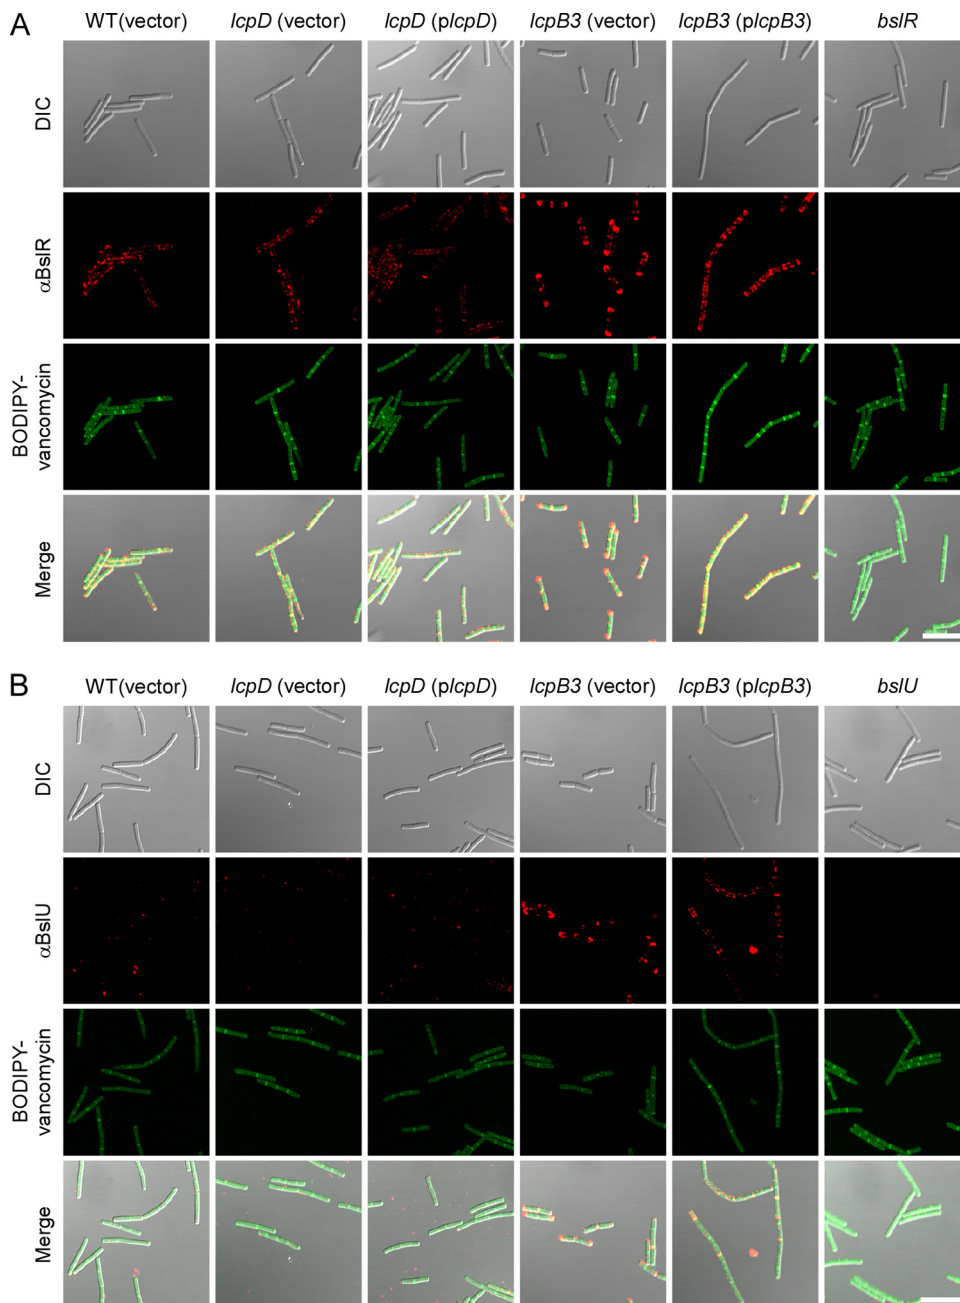 A
WT(vector) lcpD (vector) lcpD (plcpD) lcpB3 (vector) lcpB3 (plcpB3) bslR
DIC
αBslR
BODIPY-
vancomycin
Merge
B
WT(vector) lcpD (vector) lcpD (plcpD) lcpB3 (vector) lcpB3 (plcpB3) bslU
DIC
αBslU
BODIPY-
vancomycin
Merge